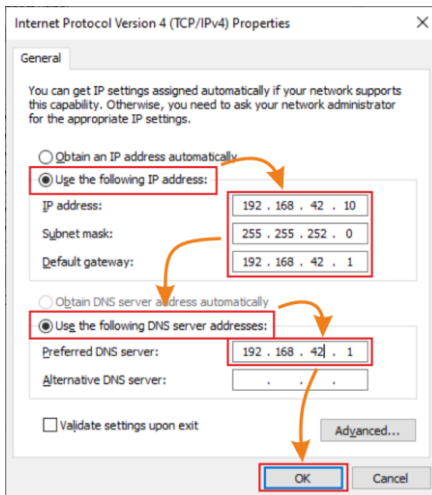 Internet Protocol Version 4 (TCP/IPv4) Properties
General
You can get IP settings assigned automatically if your network supports
this capability. Otherwise, you need to ask your network administrator
for the appropriate IP settings.
Obtain an IP address automatically
Use the following IP address:
IP address: 192 . 168 . 42 . 10
Subnet mask: 255 . 255 . 252 . 0
Default gateway: 192 . 168 . 42 . 1
Obtain DNS server address automatically
Use the following DNS server addresses:
Preferred DNS server: 192 . 168 . 42 . 1
Alternative DNS server: . . .
Validate settings upon exit
Advanced...
OK Cancel